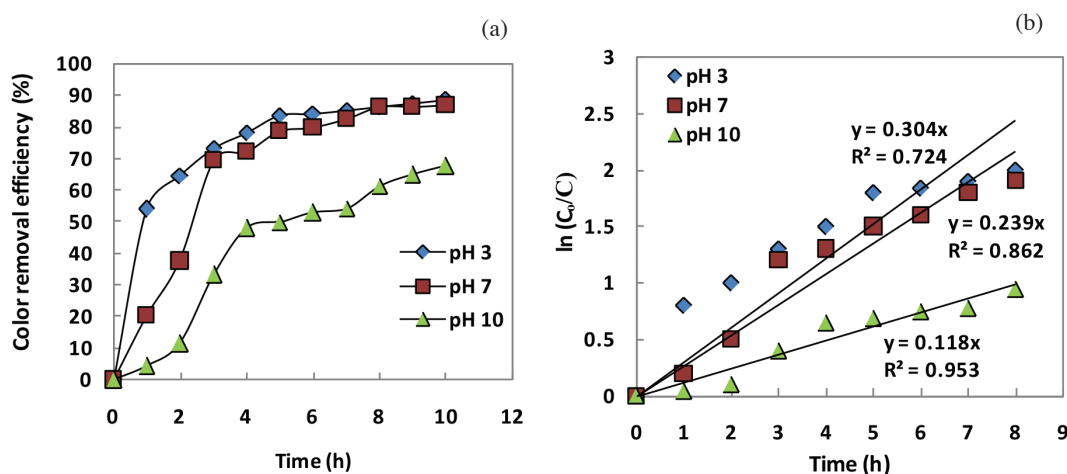 (a)
Color removal efficiency (%)
100
90
80
70
60
50
40
30
20
10
0
0 2 4 6 8 10 12
Time (h)
pH 3
pH 7
pH 10
(b)
ln (C₀/C)
3
2.5
2
1.5
1
0.5
0
0 1 2 3 4 5 6 7 8 9
Time (h)
pH 3
pH 7
pH 10
y = 0.304x
R² = 0.724
y = 0.239x
R² = 0.862
y = 0.118x
R² = 0.953